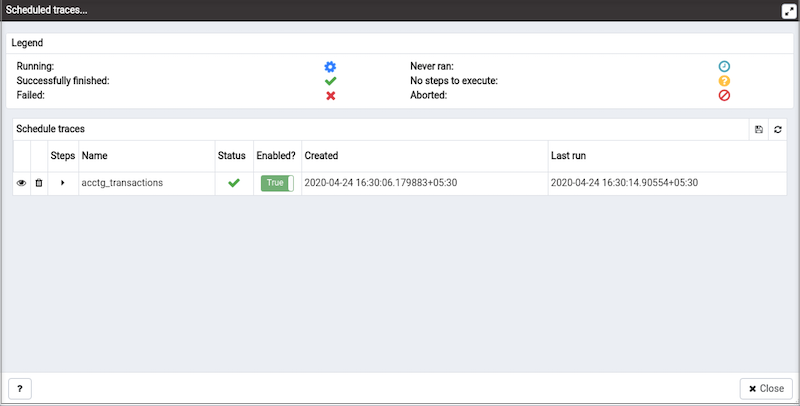 Scheduled traces...
Legend
Running: Never ran:
Successfully finished: No steps to execute:
Failed: Aborted:
Schedule traces
Steps Name Status Enabled? Created Last run
acctg_transactions True 2020-04-24 16:30:06.179883+05:30 2020-04-24 16:30:14.90554+05:30
? Close